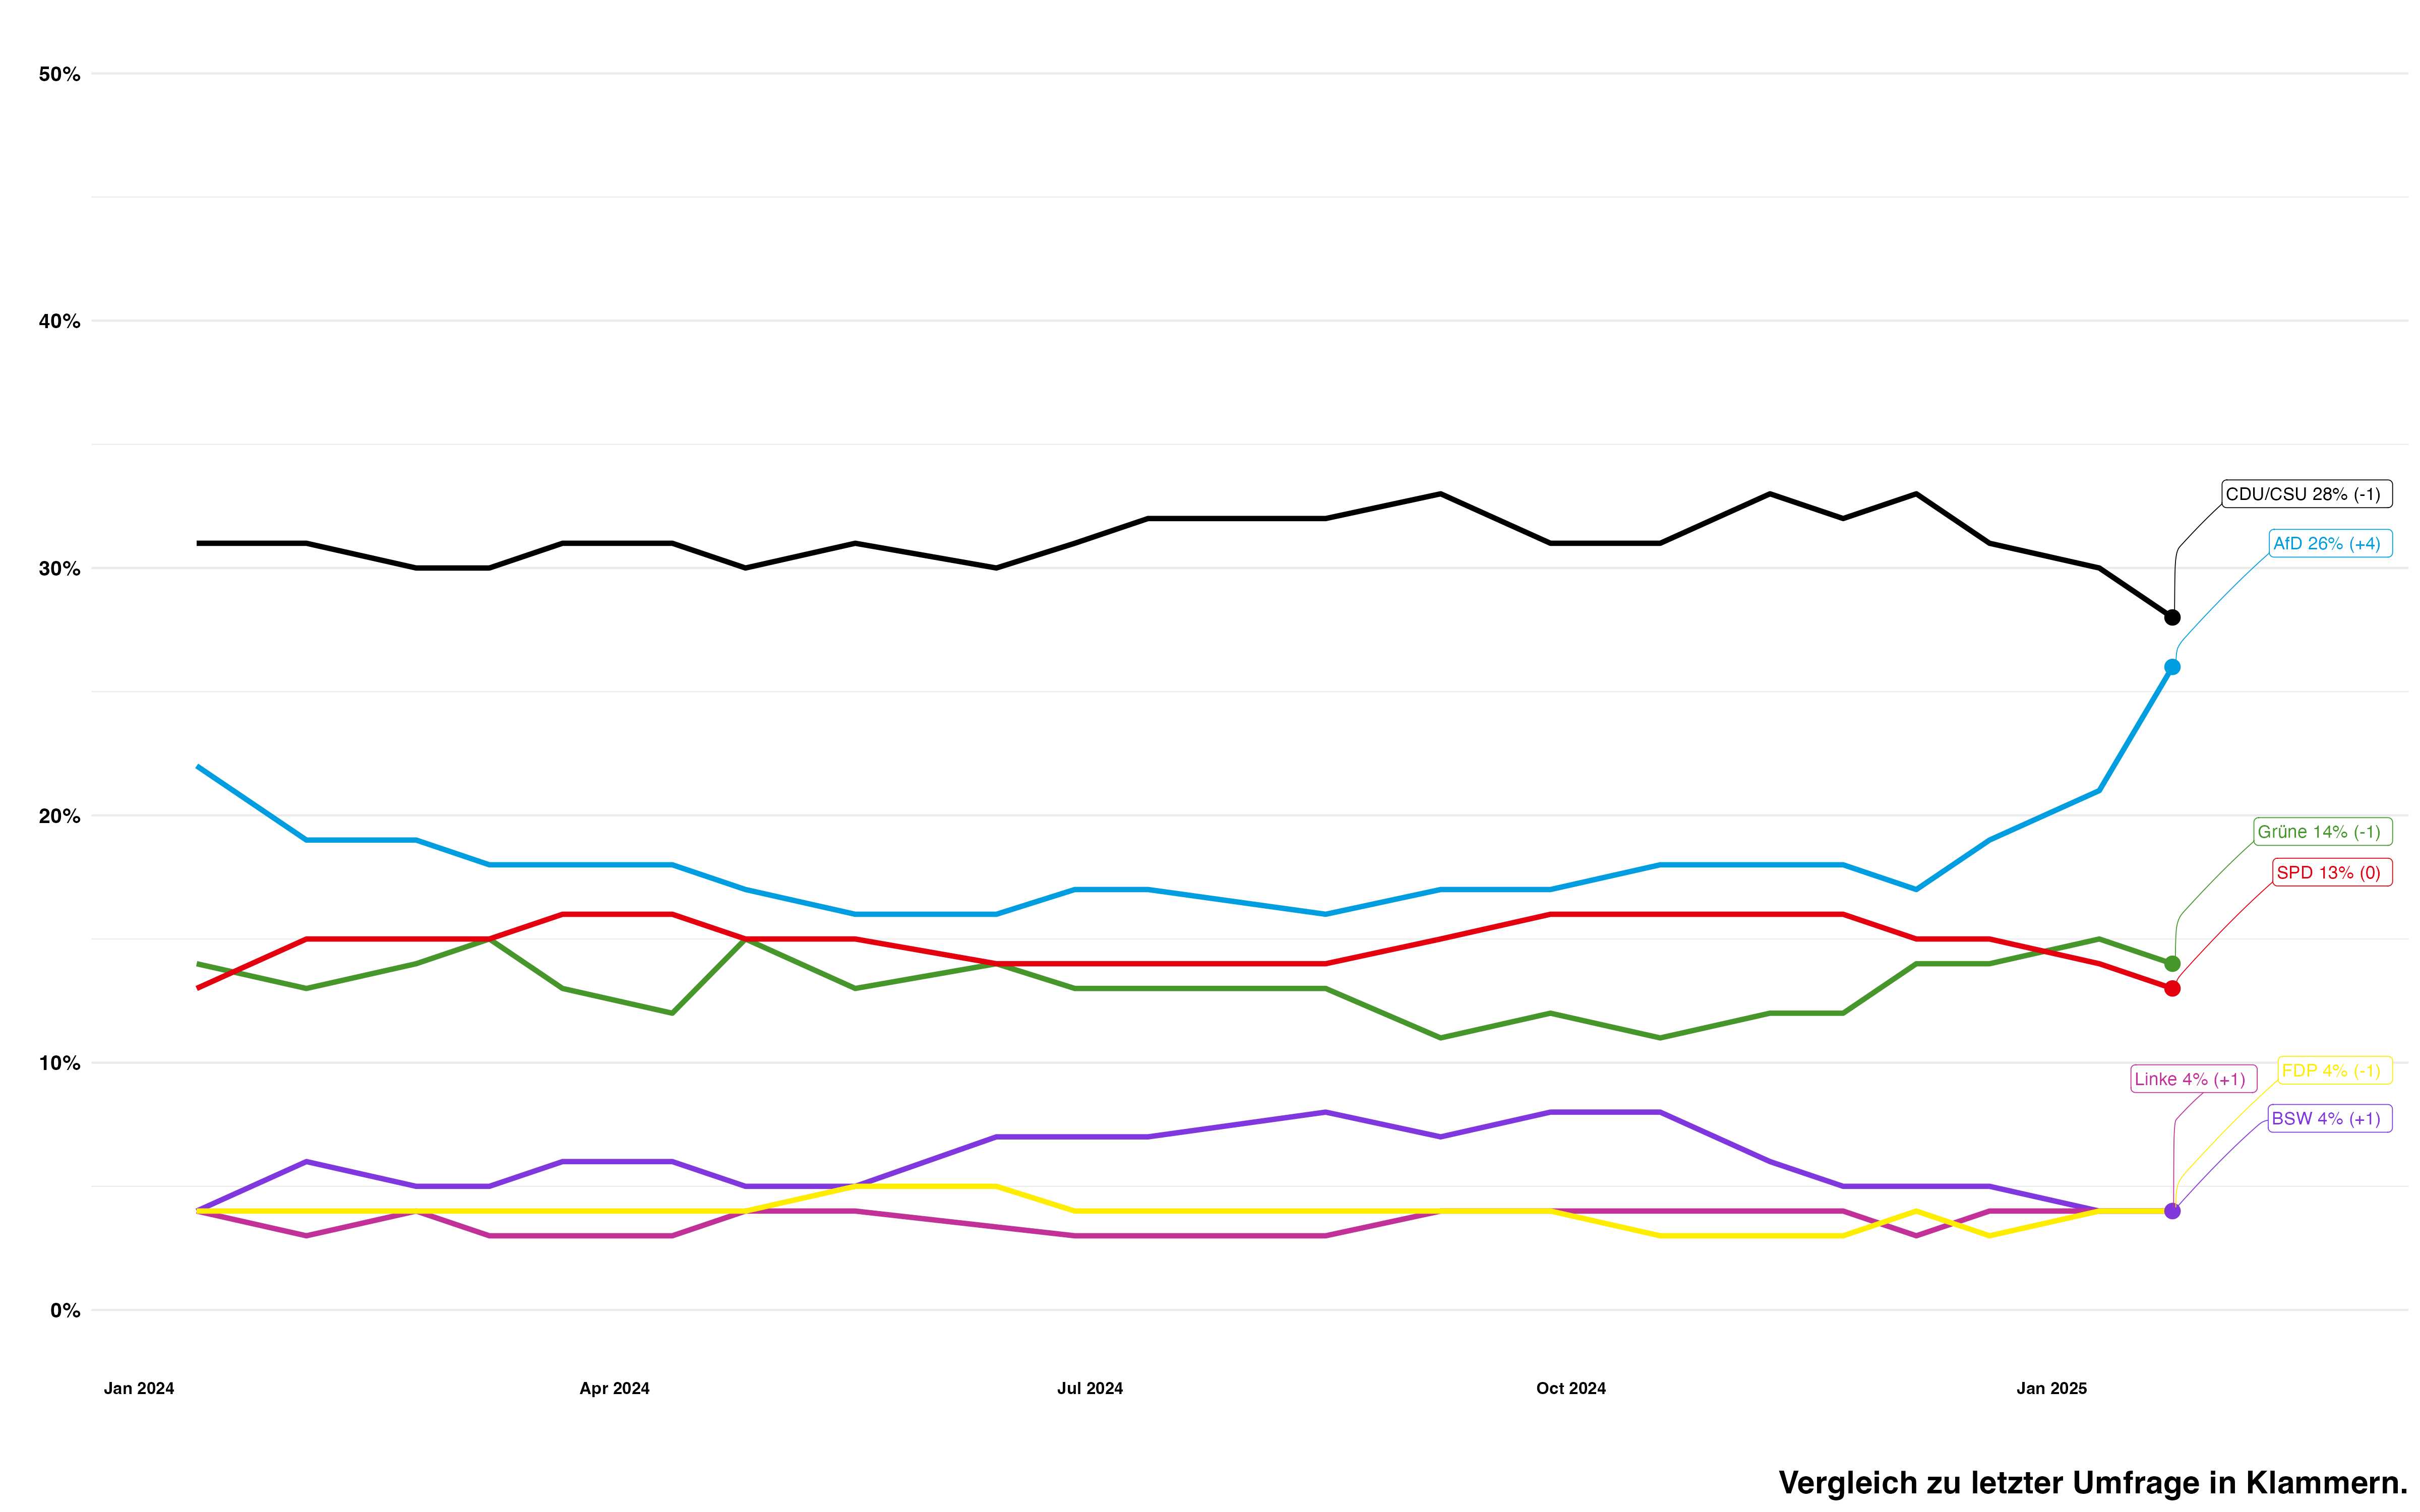 50%
40%
30%
20%
10%
0%
CDU/CSU 28% (-1)
AfD 26% (+4)
Grüne 14% (-1)
SPD 13% (0)
FDP 4% (-1)
Linke 4% (+1)
BSW 4% (+1)
Jan 2024
Apr 2024
Jul 2024
Oct 2024
Jan 2025
Vergleich zu letzter Umfrage in Klammern.